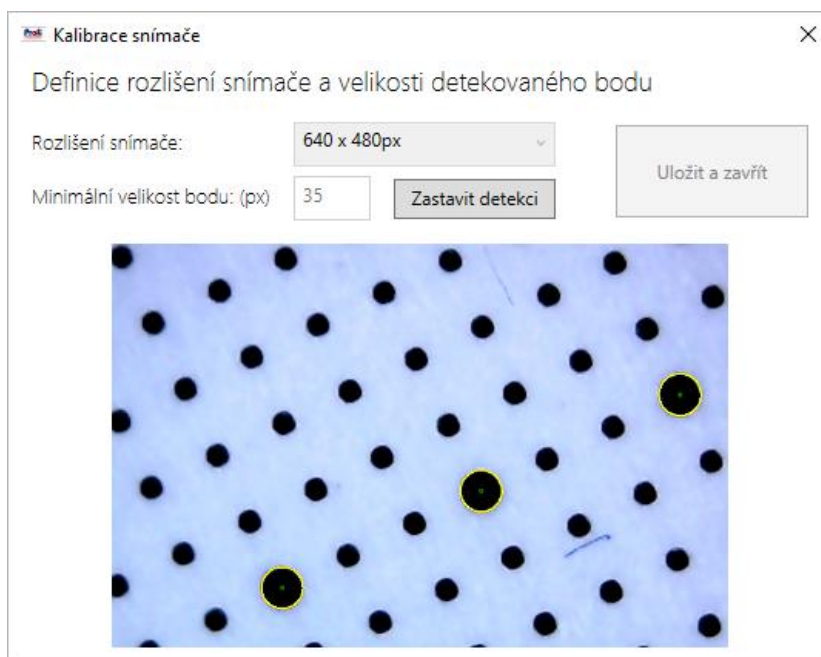 Kalibrace snímače
Definice rozlišení snímače a velikosti detekovaného bodu
Rozlišení snímače:
640 x 480px
Uložit a zavřít
Minimální velikost bodu: (px)
35
Zastavit detekci